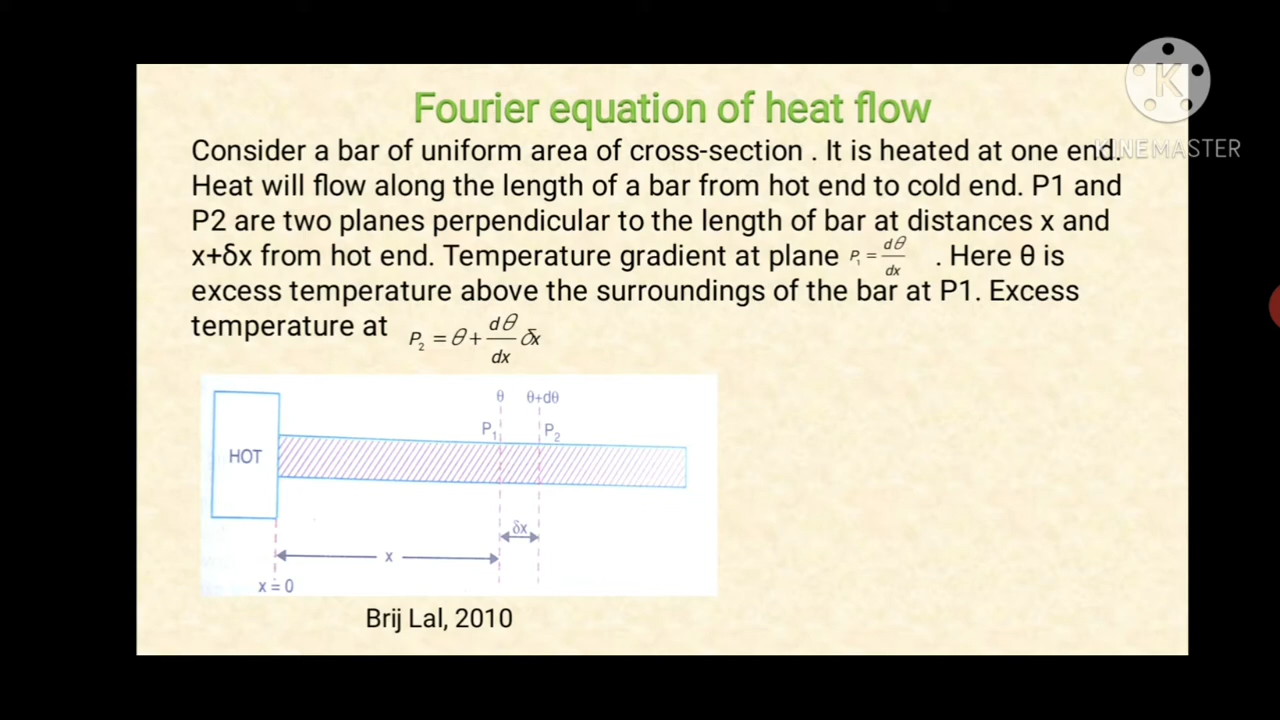 Fourier equation of heat flow
Consider a bar of uniform area of cross-section . It is heated at one end.
KINEMASTER
Heat will flow along the length of a bar from hot end to cold end. P1 and
P2 are two planes perpendicular to the length of bar at distances x and
x+δx from hot end. Temperature gradient at plane P₁ = dθ/dx . Here θ is
excess temperature above the surroundings of the bar at P1. Excess
temperature at P₂ = θ + dθ/dx δx
θ θ+dθ
P₁ P₂
HOT
δx
x
x = 0
Brij Lal, 2010